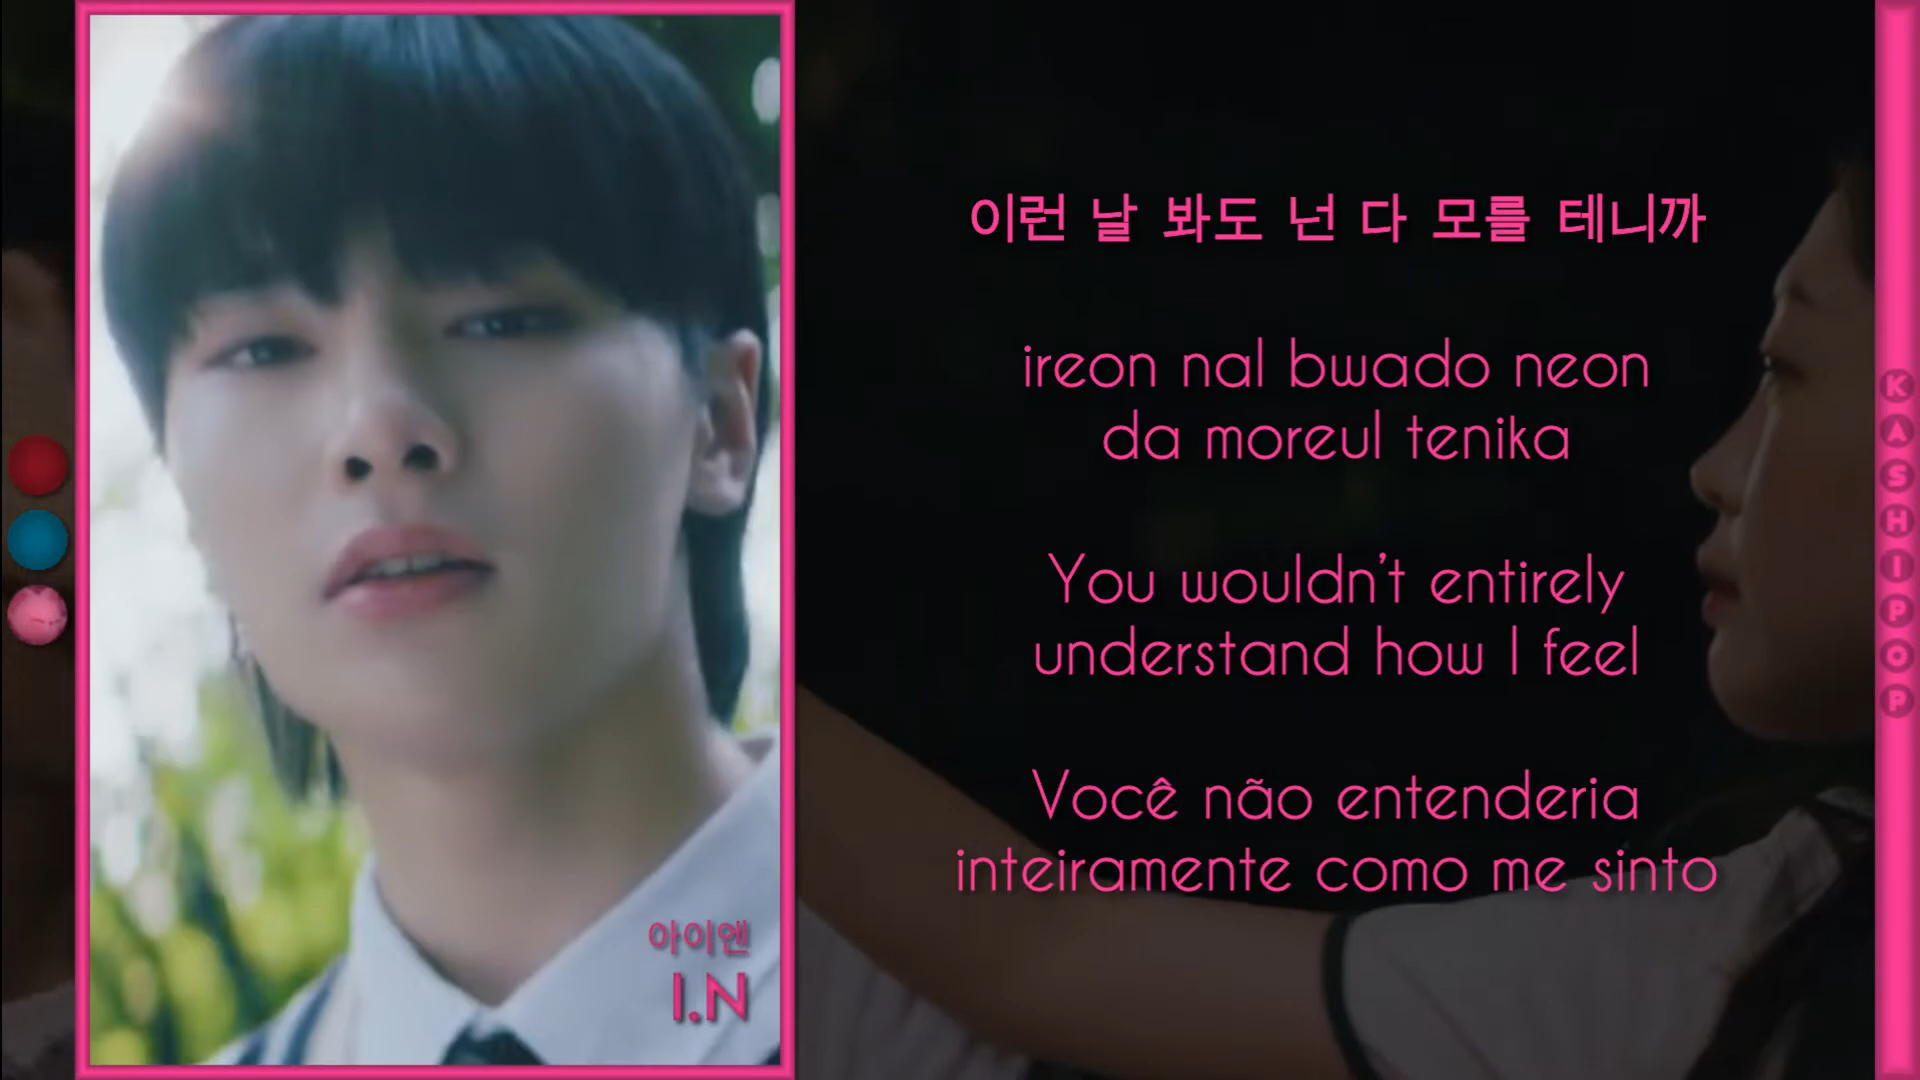 이런 날 봐도 넌 다 모를 테니까
ireon nal bwado neon
da moreul tenika
You wouldn't entirely
understand how I feel
Você não entenderia
inteiramente como me sinto
아이엔
I.N
KASHIPOP